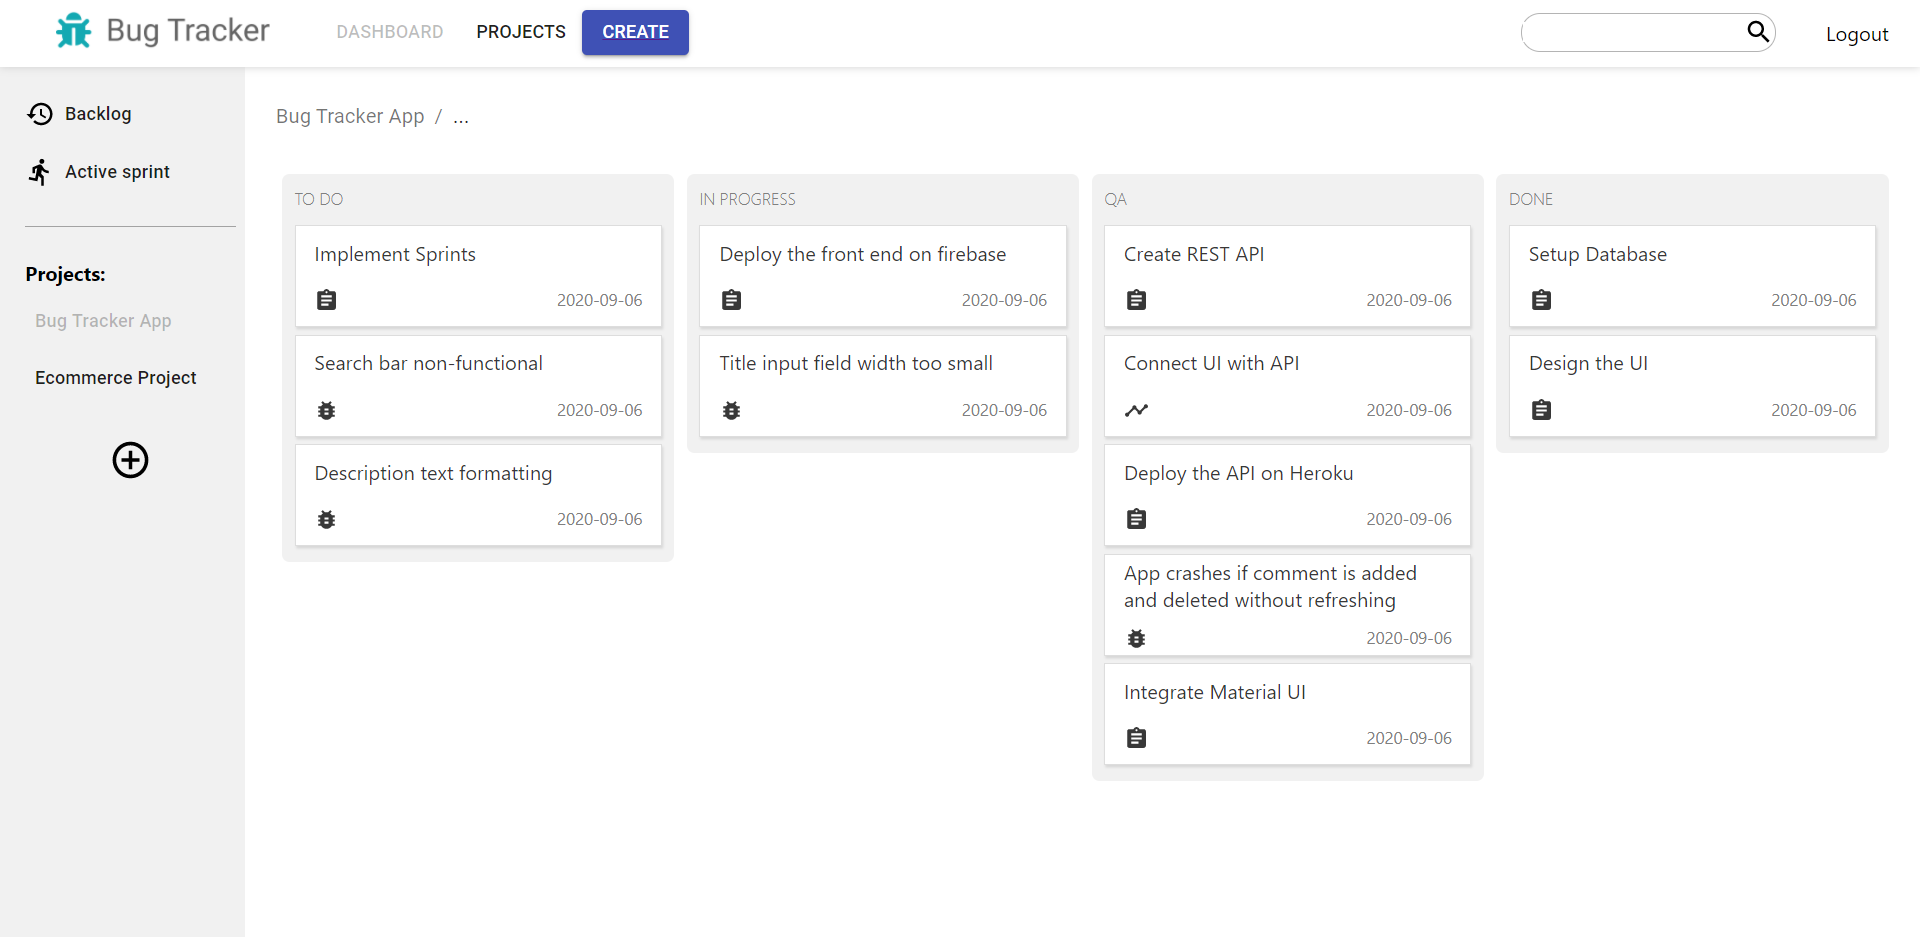 Bug Tracker
DASHBOARD
PROJECTS
CREATE
Logout
Backlog
Active sprint
Projects:
Bug Tracker App
Ecommerce Project
Bug Tracker App / ...
TO DO
Implement Sprints
2020-09-06
Search bar non-functional
2020-09-06
Description text formatting
2020-09-06
IN PROGRESS
Deploy the front end on firebase
2020-09-06
Title input field width too small
2020-09-06
QA
Create REST API
2020-09-06
Connect UI with API
2020-09-06
Deploy the API on Heroku
2020-09-06
App crashes if comment is added
and deleted without refreshing
2020-09-06
Integrate Material UI
2020-09-06
DONE
Setup Database
2020-09-06
Design the UI
2020-09-06